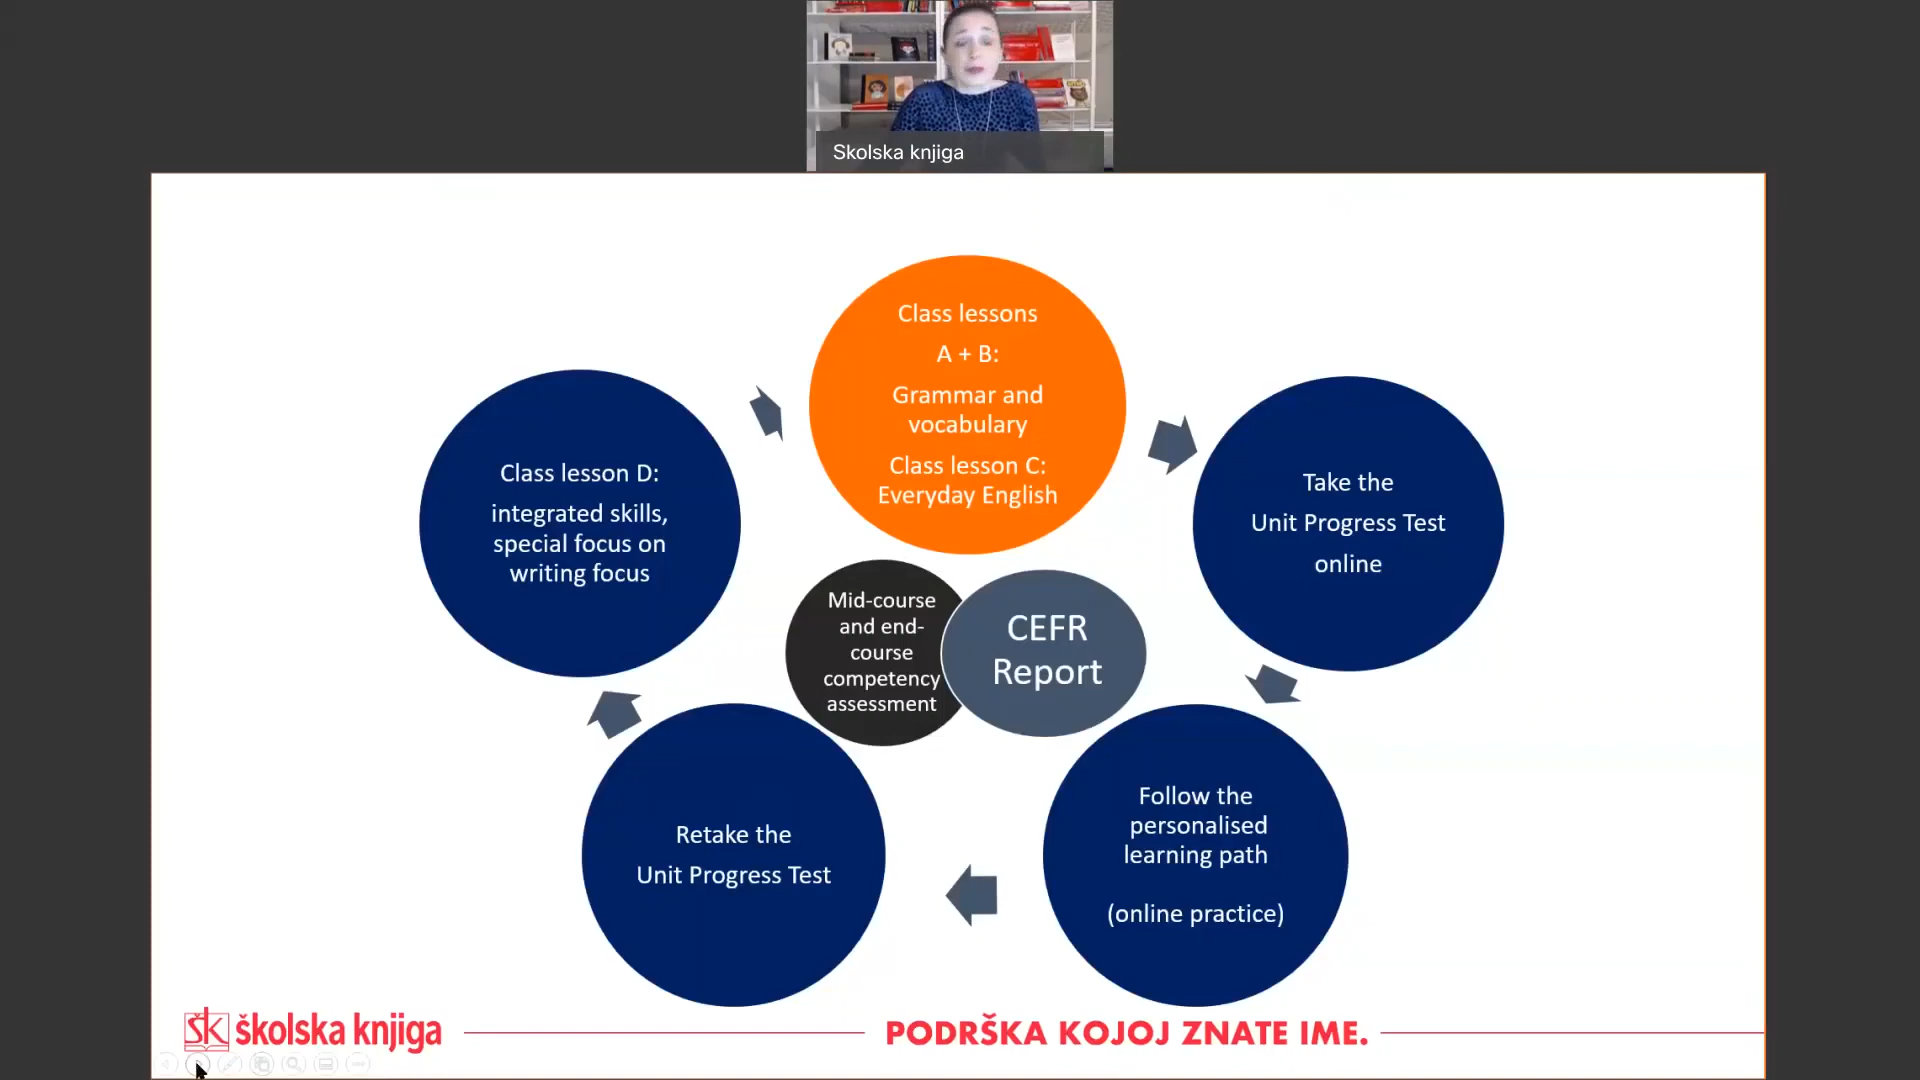 Skolska knjiga
Class lessons
A + B:
Grammar and
vocabulary
Class lesson C:
Everyday English
Take the
Unit Progress Test
online
Follow the
personalised
learning path
(online practice)
Retake the
Unit Progress Test
Class lesson D:
integrated skills,
special focus on
writing focus
Mid-course
and end-
course
competency
assessment
CEFR
Report
ŠK školska knjiga
PODRŠKA KOJOJ ZNATE IME.